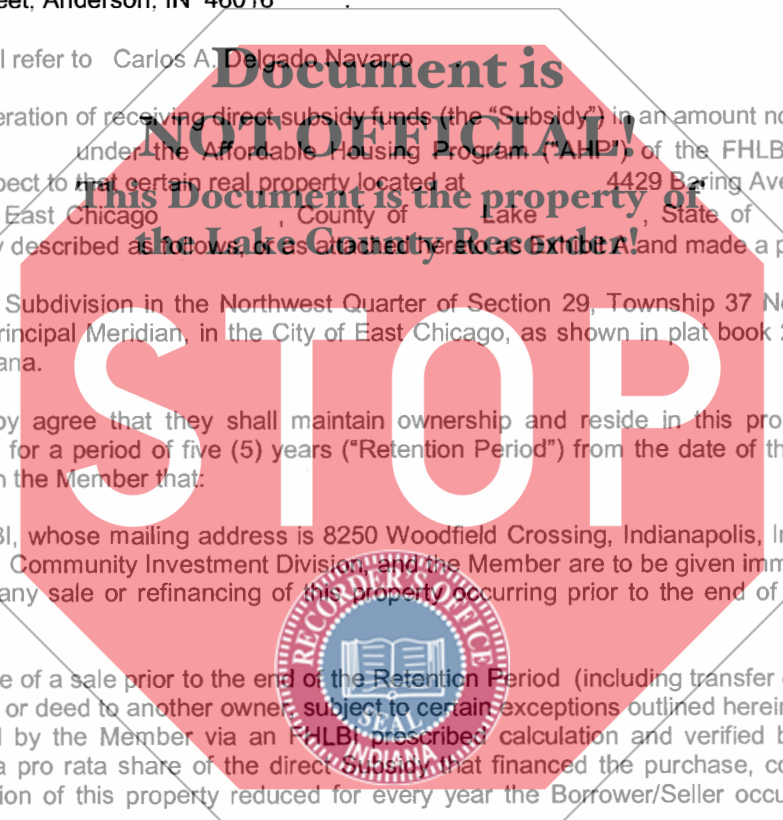 eet, Anderson, IN 46016 .
l refer to Carlos A. Delgado Navarro
Document is
eration of receiving direct subsidy funds (the “Subsidy”) in an amount no
NOT OFFICIAL!
under the Affordable Housing Program (“AHP”) of the FHLB
pect to that certain real property located at 4429 Baring Ave
This Document is the property of
East Chicago , County of Lake , State of
the Lake County Recorder!
y described as follows, or as attached hereto as Exhibit A and made a p
Subdivision in the Northwest Quarter of Section 29, Township 37 No
rincipal Meridian, in the City of East Chicago, as shown in plat book 2
ana.
STOP
by agree that they shall maintain ownership and reside in this pro
for a period of five (5) years (“Retention Period”) from the date of th
n the Member that:
BI, whose mailing address is 8250 Woodfield Crossing, Indianapolis, I
Community Investment Division, and the Member are to be given imm
any sale or refinancing of this property occurring prior to the end of
RECORDER'S OFFICE
SEAL
INDIANA
e of a sale prior to the end of the Retention Period (including transfer
or deed to another owner, subject to certain exceptions outlined herein
d by the Member via an FHLBI prescribed calculation and verified b
a pro rata share of the direct Subsidy that financed the purchase, co
tion of this property reduced for every year the Borrower/Seller occu